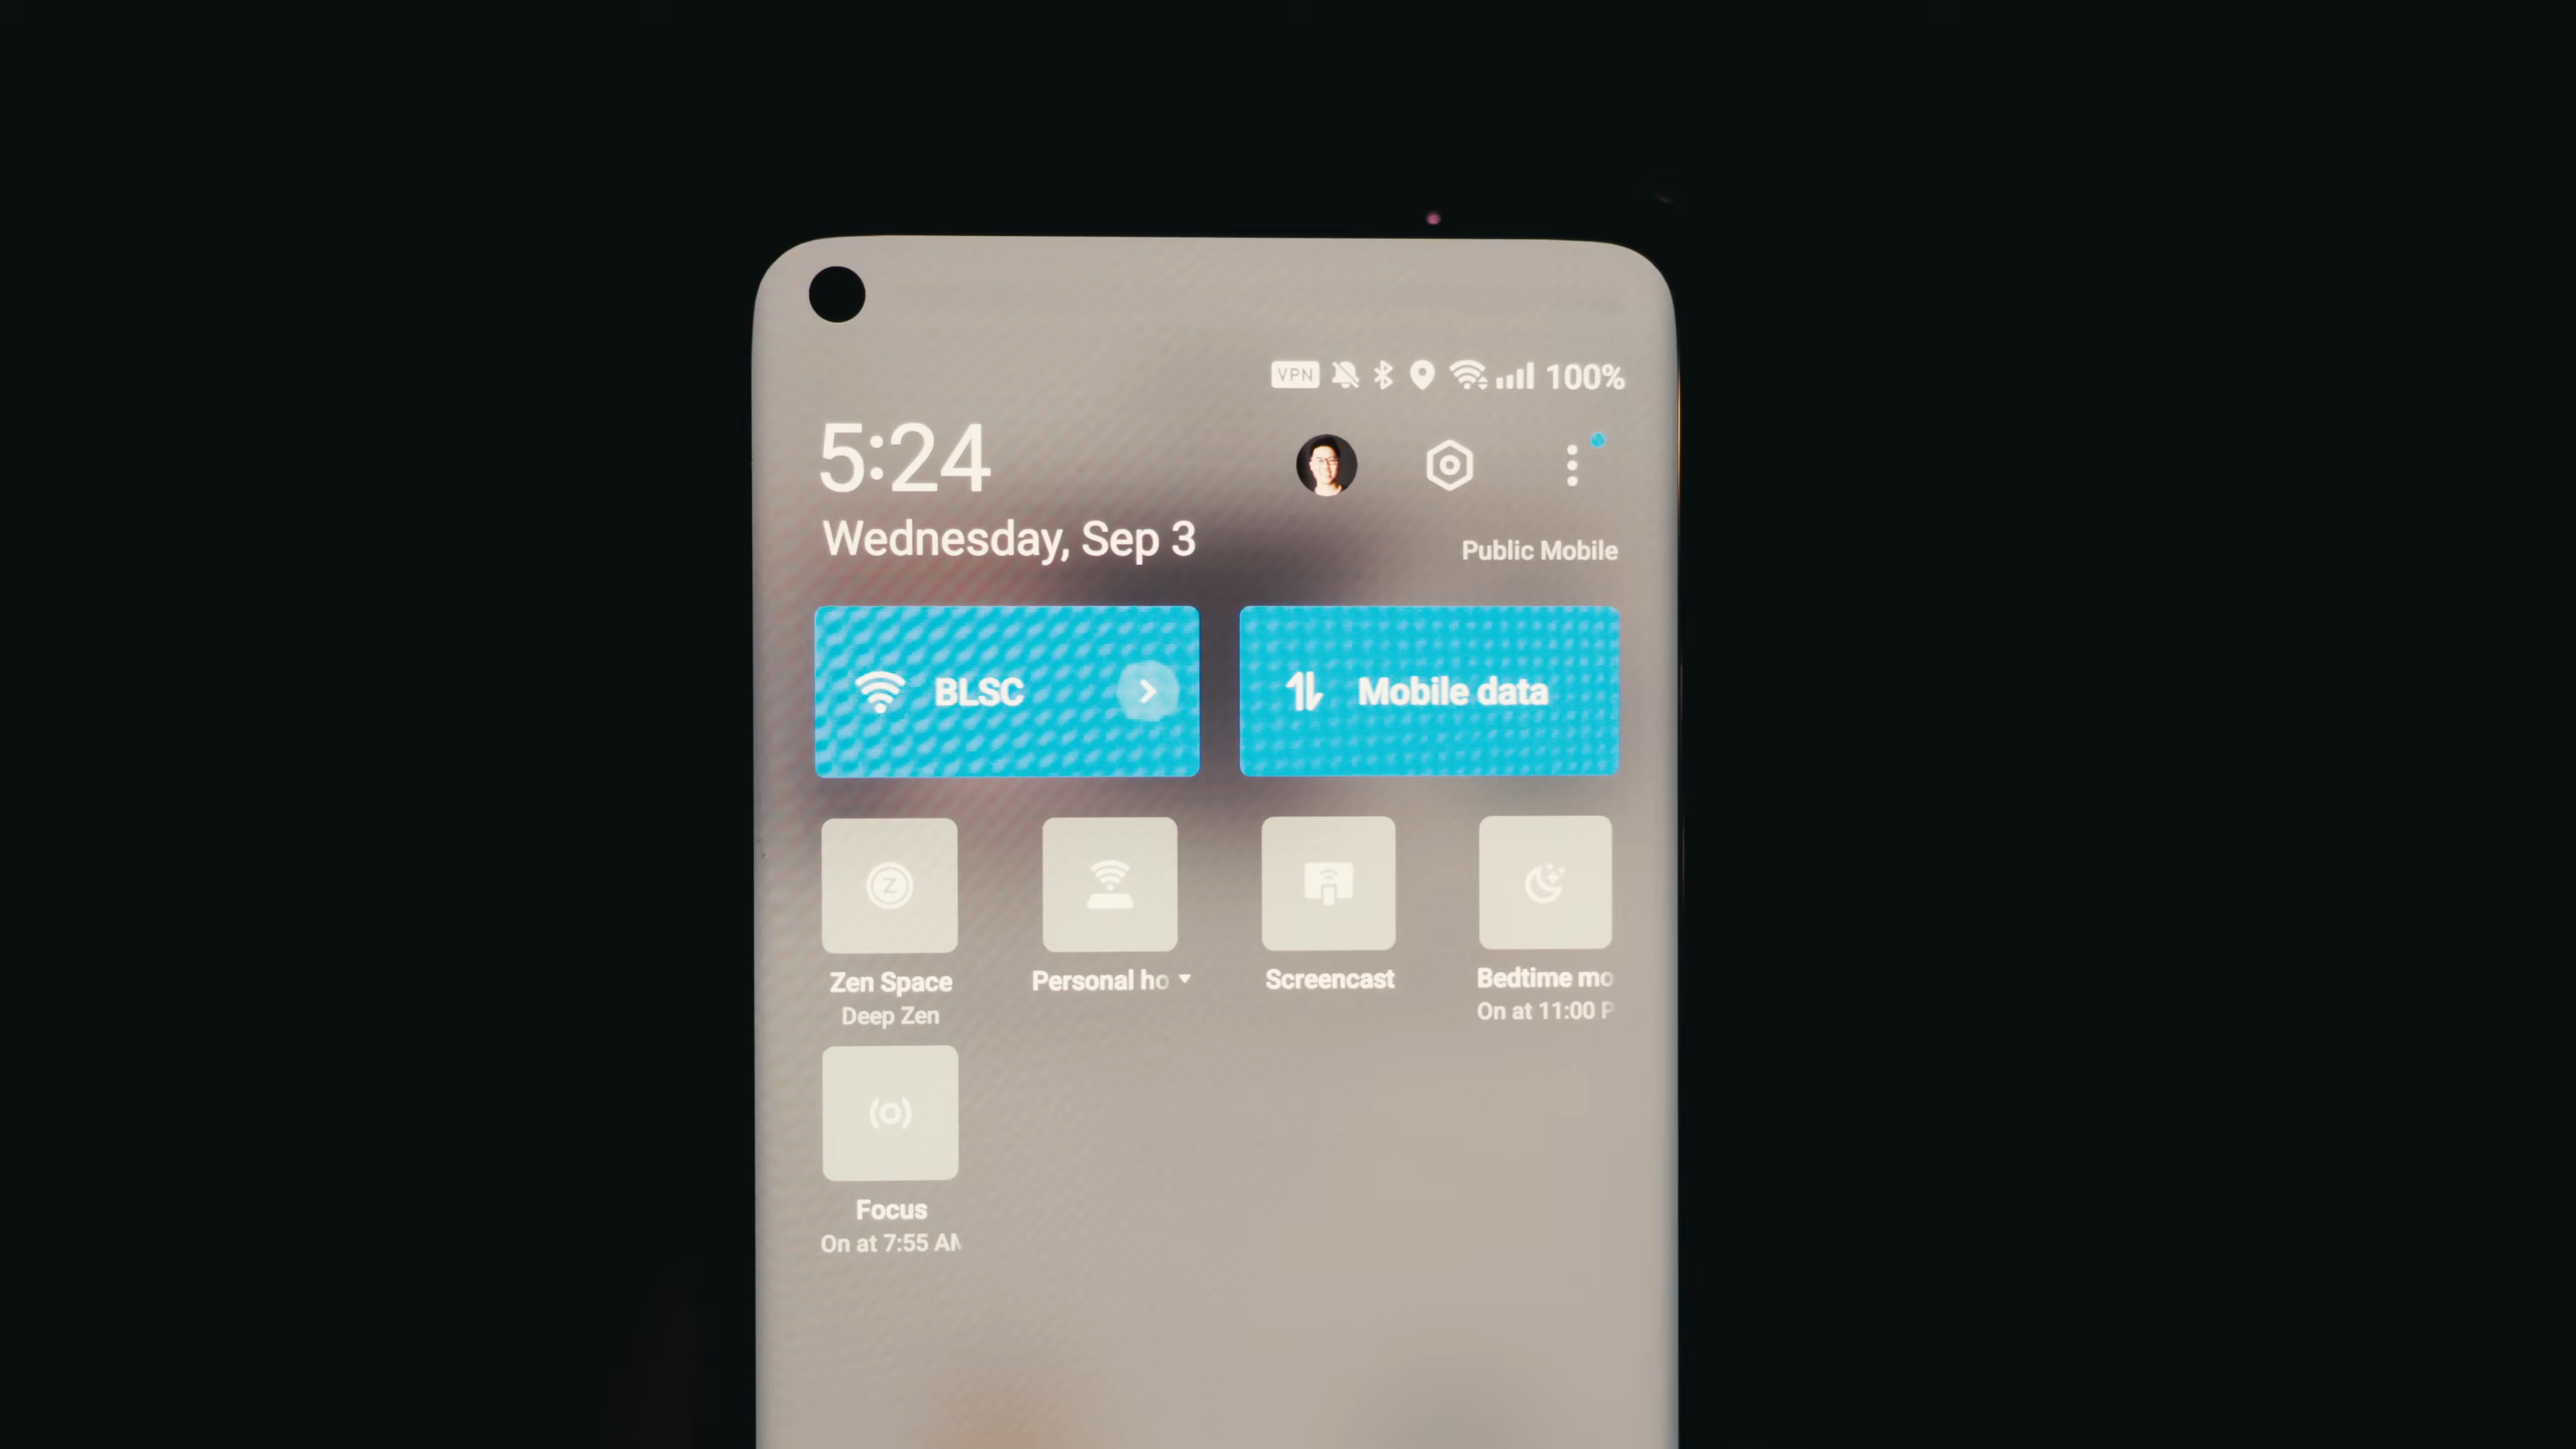 VPN 100%
5:24
Wednesday, Sep 3
Public Mobile
BLSC
Mobile data
Zen Space
Deep Zen
Personal ho
Screencast
Bedtime mo
On at 11:00 P
Focus
On at 7:55 AM